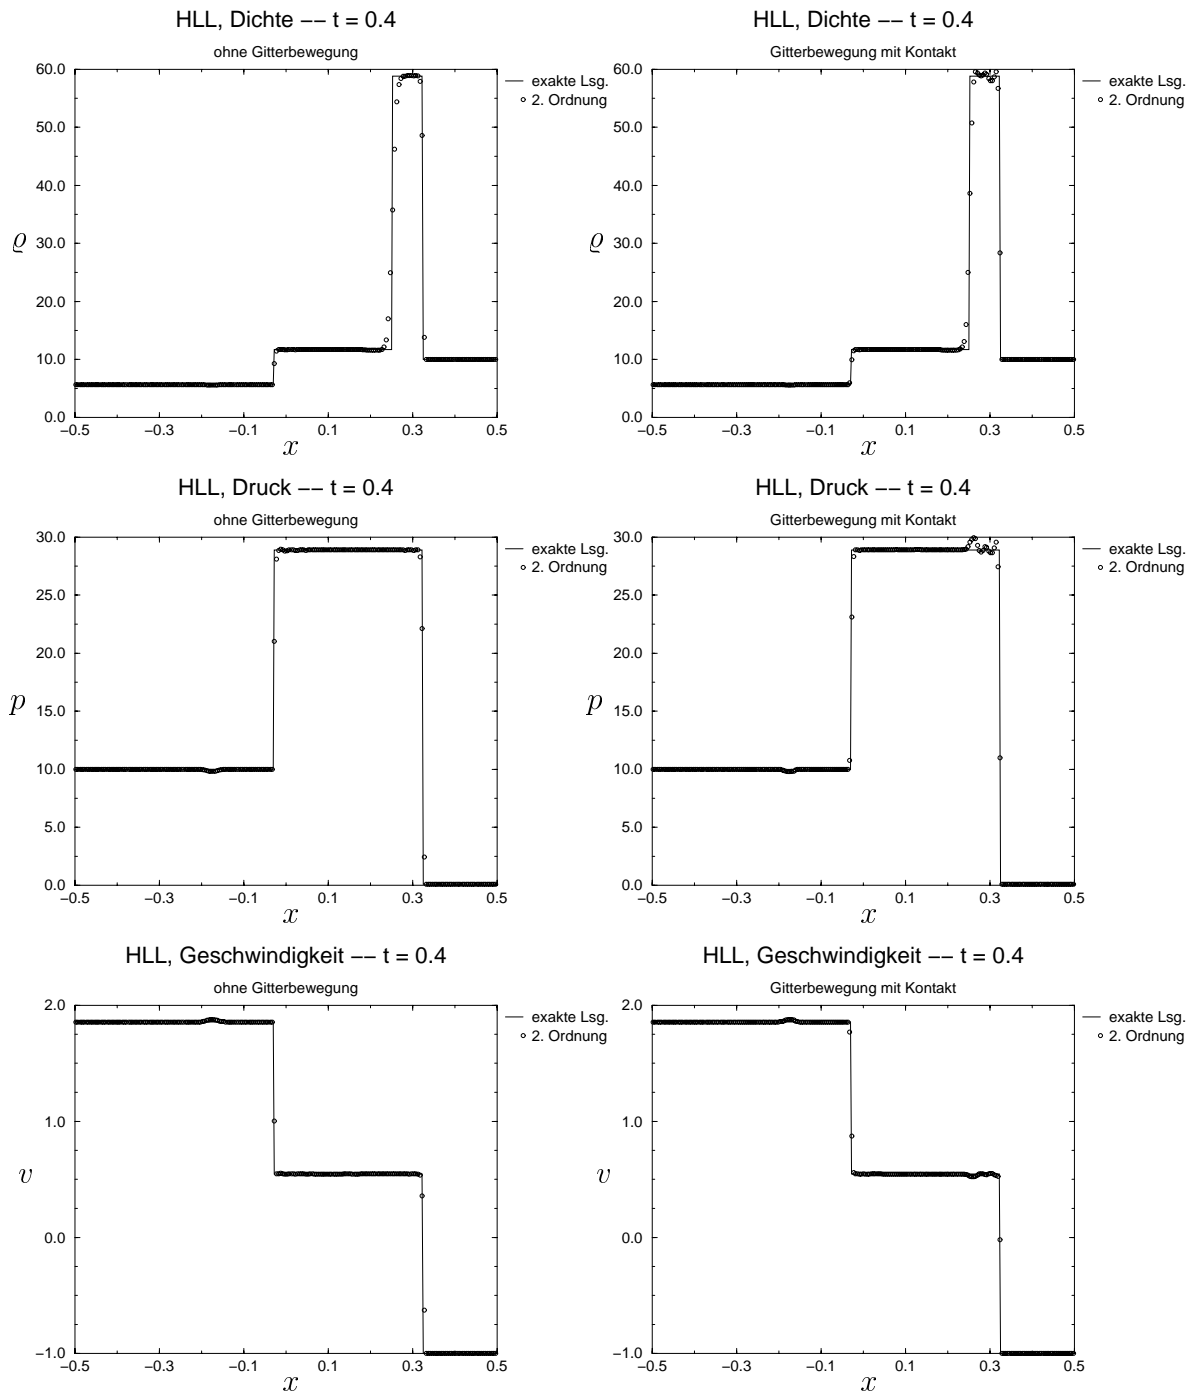 HLL, Dichte −− t = 0.4
ohne Gitterbewegung
60.0
50.0
40.0
30.0
20.0
10.0
0.0
ϱ
−0.5 −0.3 −0.1 0.1 0.3 0.5
x
exakte Lsg.
2. Ordnung
HLL, Dichte −− t = 0.4
Gitterbewegung mit Kontakt
60.0
50.0
40.0
30.0
20.0
10.0
0.0
ϱ
−0.5 −0.3 −0.1 0.1 0.3 0.5
x
exakte Lsg.
2. Ordnung
HLL, Druck −− t = 0.4
ohne Gitterbewegung
30.0
25.0
20.0
15.0
10.0
5.0
0.0
p
−0.5 −0.3 −0.1 0.1 0.3 0.5
x
exakte Lsg.
2. Ordnung
HLL, Druck −− t = 0.4
Gitterbewegung mit Kontakt
30.0
25.0
20.0
15.0
10.0
5.0
0.0
p
−0.5 −0.3 −0.1 0.1 0.3 0.5
x
exakte Lsg.
2. Ordnung
HLL, Geschwindigkeit −− t = 0.4
ohne Gitterbewegung
2.0
1.0
0.0
−1.0
v
−0.5 −0.3 −0.1 0.1 0.3 0.5
x
exakte Lsg.
2. Ordnung
HLL, Geschwindigkeit −− t = 0.4
Gitterbewegung mit Kontakt
2.0
1.0
0.0
−1.0
v
−0.5 −0.3 −0.1 0.1 0.3 0.5
x
exakte Lsg.
2. Ordnung